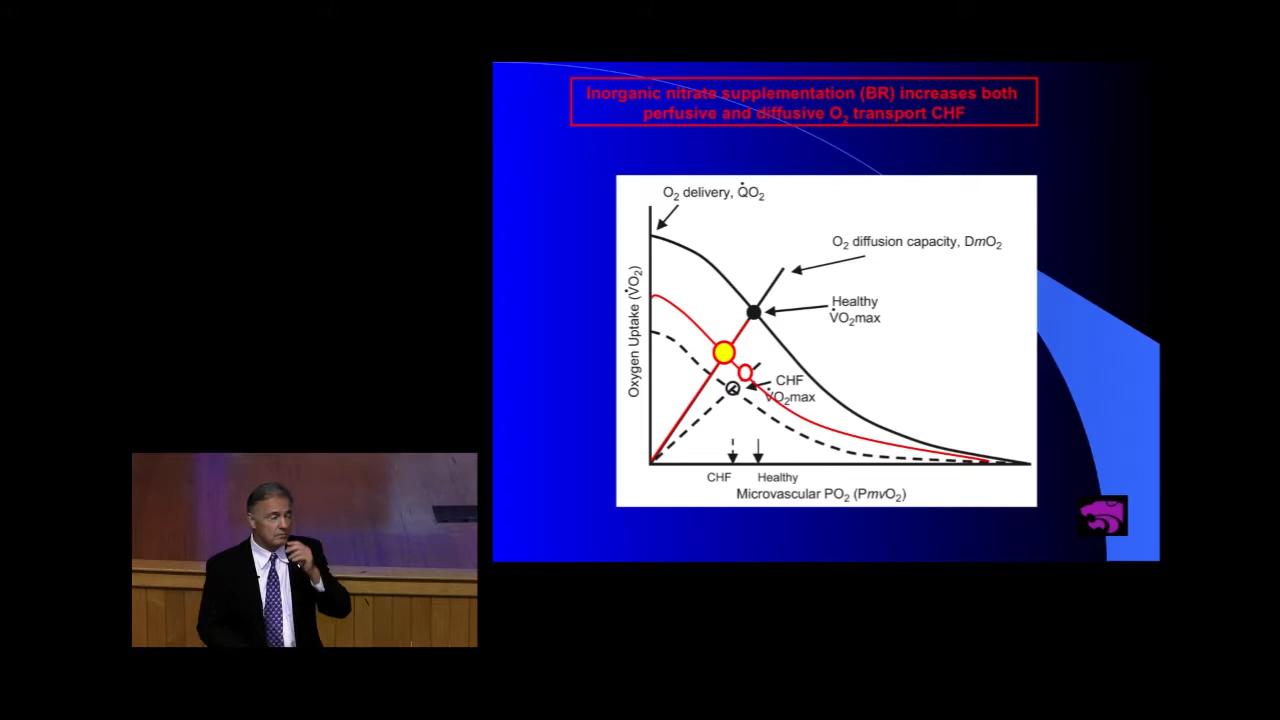 Inorganic nitrate supplementation (BR) increases both
perfusive and diffusive O₂ transport CHF
O₂ delivery, Q̇O₂
O₂ diffusion capacity, DmO₂
Healthy
V̇O₂max
Oxygen Uptake (V̇O₂)
CHF
V̇O₂max
CHF
Healthy
Microvascular PO₂ (PmvO₂)